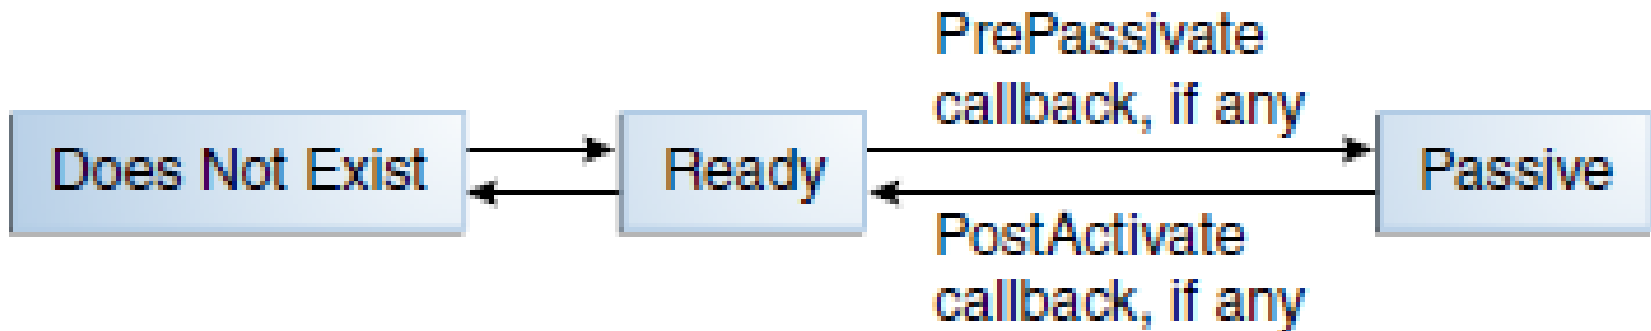 PrePassivate
callback, if any
Does Not Exist
Ready
Passive
PostActivate
callback, if any